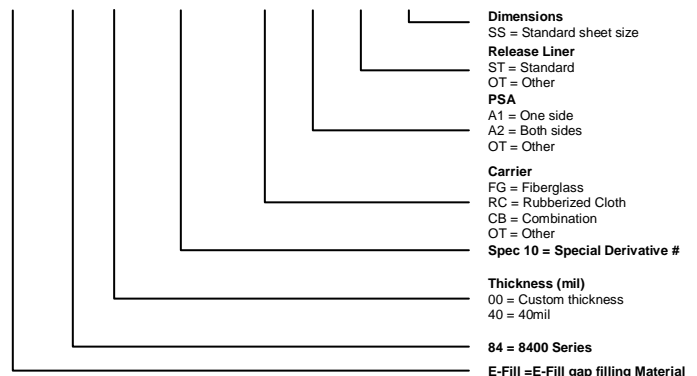 Dimensions
SS = Standard sheet size
Release Liner
ST = Standard
OT = Other
PSA
A1 = One side
A2 = Both sides
OT = Other
Carrier
FG = Fiberglass
RC = Rubberized Cloth
CB = Combination
OT = Other
Spec 10 = Special Derivative #
Thickness (mil)
00 = Custom thickness
40 = 40mil
84 = 8400 Series
E-Fill =E-Fill gap filling Material